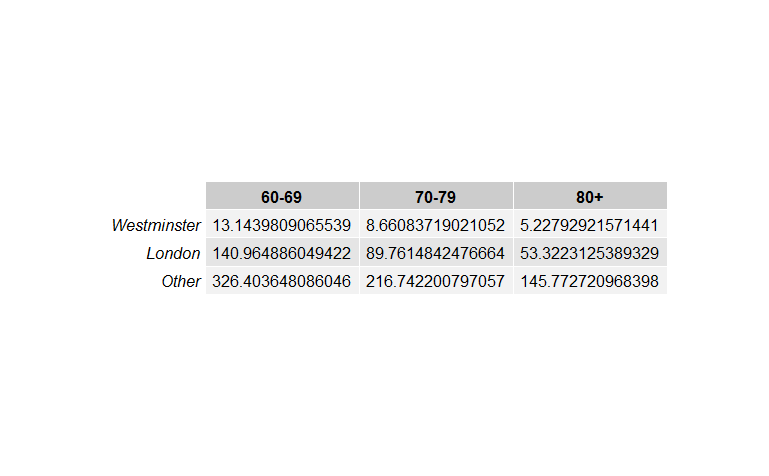 60-69 70-79 80+
Westminster 13.1439809065539 8.66083719021052 5.22792921571441
London 140.964886049422 89.7614842476664 53.3223125389329
Other 326.403648086046 216.742200797057 145.772720968398